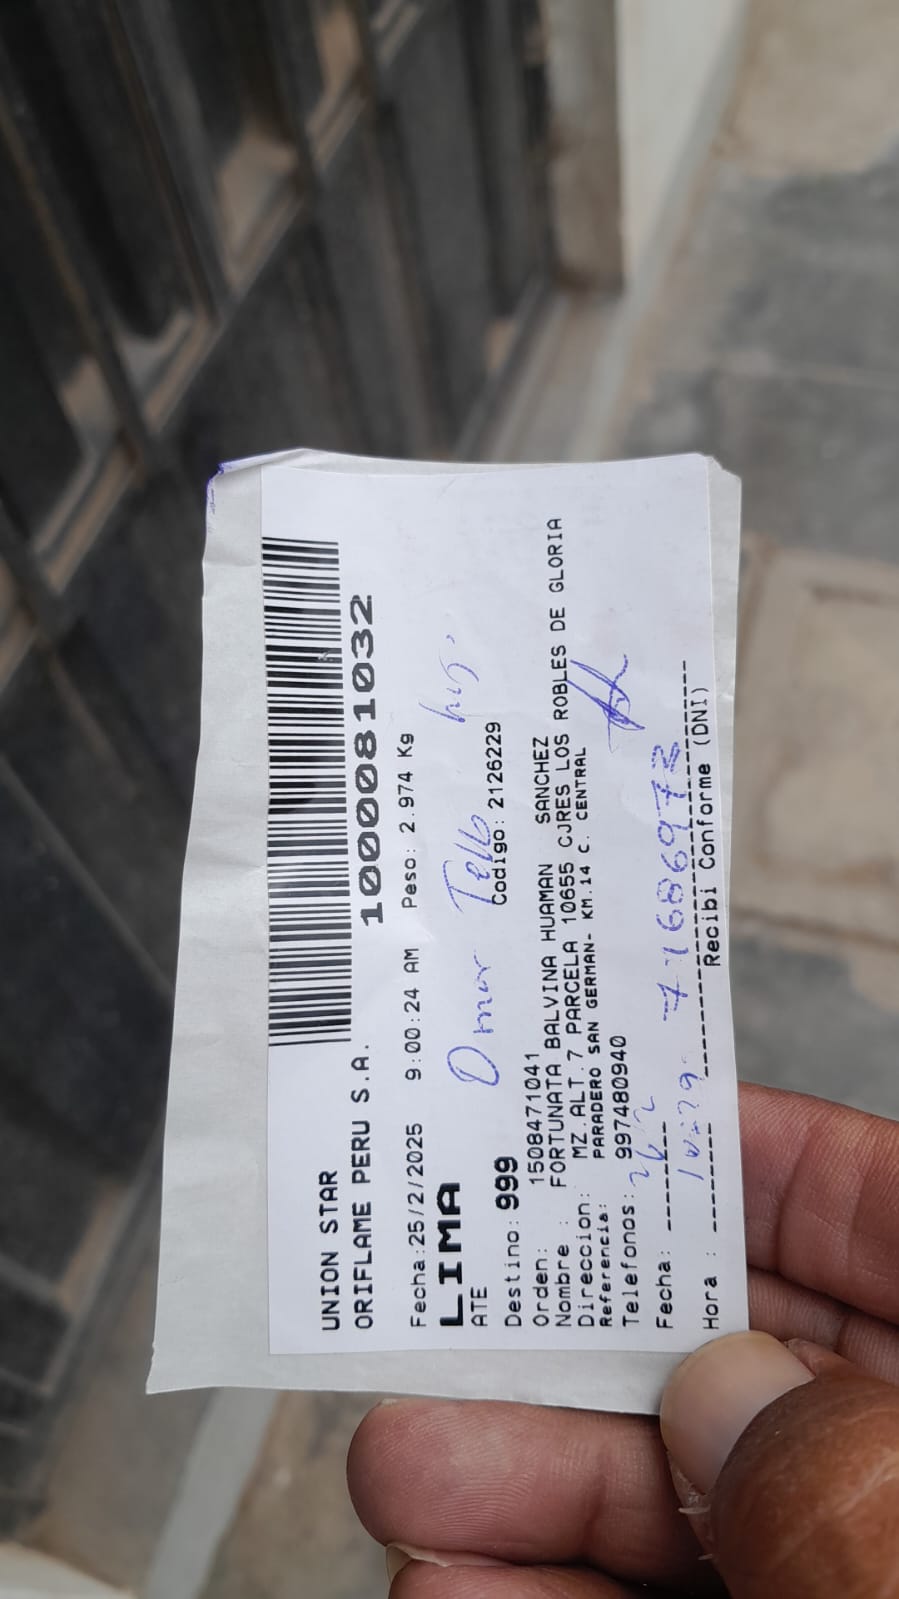 UNION STAR
ORIFLAME PERU S.A. 1000081032
Fecha:25/2/2025 9:00:24 AM Peso: 2.974 Kg
LIMA
ATE
Omar
Destino: 999 Codigo: 2126229
Orden: 1508471041
Nombre : FORTUNATA BALVINA HUAMAN SANCHEZ
Direccion: MZ.ALT. 7 PARCELA 10655 CJRES LOS ROBLES DE GLORIA
Referencia: PARADERO SAN GERMAN- KM.14 C. CENTRAL
Telefonos: 997480940
Fecha: 26/2
Hora : Recibi Conforme (DNI)